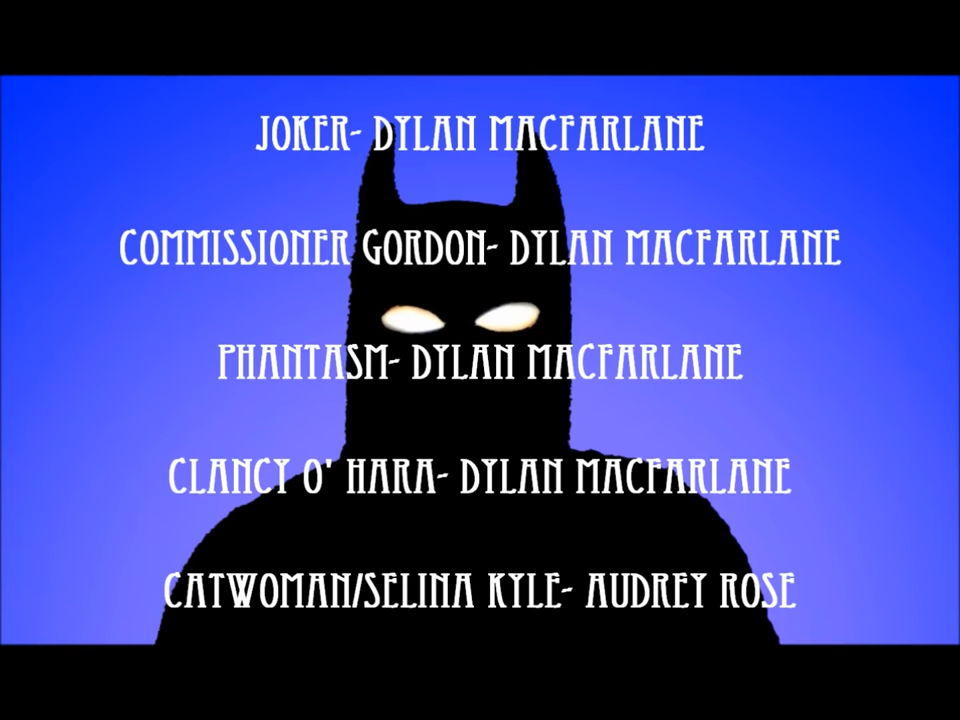 JOKER- DYLAN MACFARLANE
COMMISSIONER GORDON- DYLAN MACFARLANE
PHANTASM- DYLAN MACFARLANE
CLANCY O' HARA- DYLAN MACFARLANE
CATWOMAN/SELINA KYLE- AUDREY ROSE